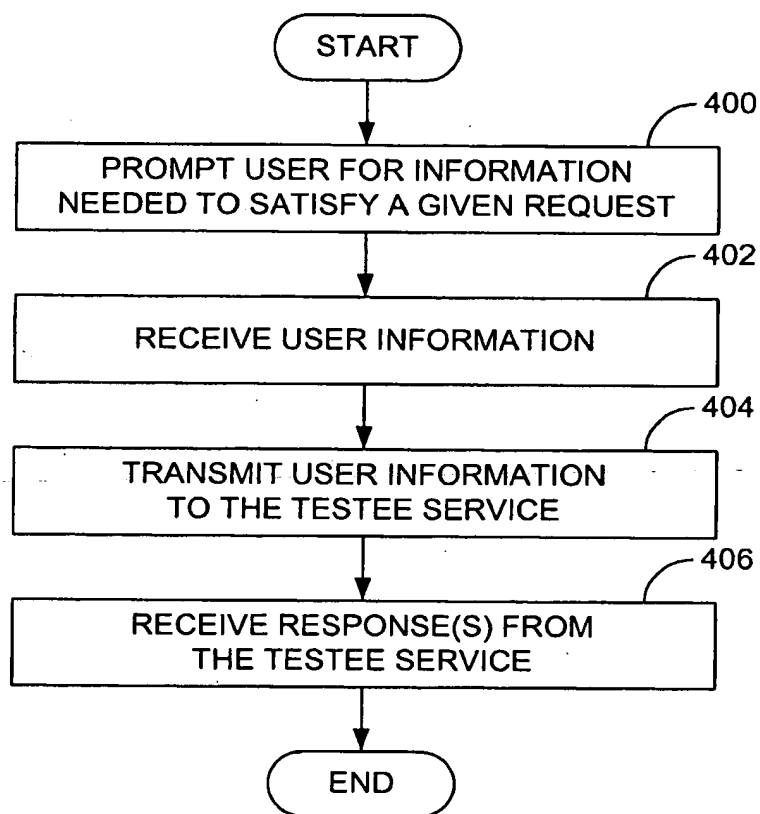 START
400
PROMPT USER FOR INFORMATION
NEEDED TO SATISFY A GIVEN REQUEST
402
RECEIVE USER INFORMATION
404
TRANSMIT USER INFORMATION
TO THE TESTEE SERVICE
406
RECEIVE RESPONSE(S) FROM
THE TESTEE SERVICE
END